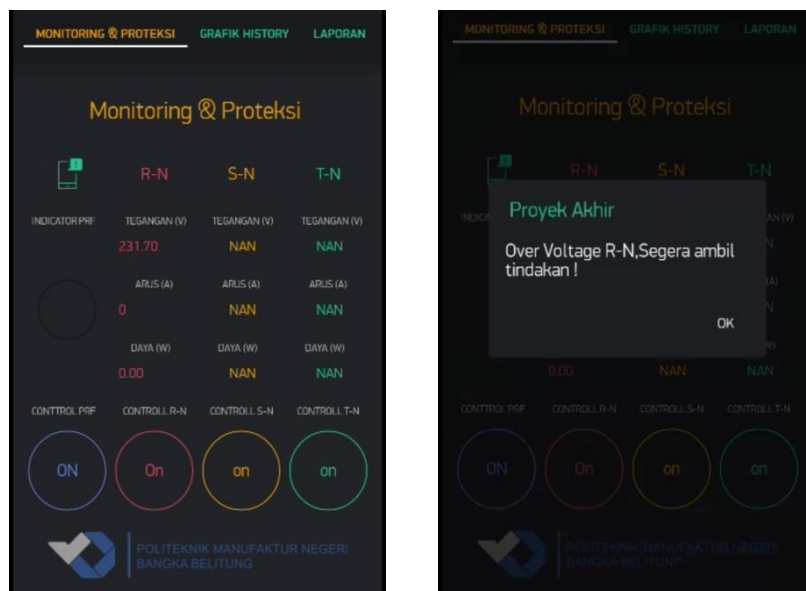 MONITORING & PROTEKSI GRAFIK HISTORY LAPORAN
Monitoring & Proteksi
R-N S-N T-N
INDICATOR PRF TEGANGAN (V) TEGANGAN (V) TEGANGAN (V)
231.70 NAN NAN
ARUS (A) ARUS (A) ARUS (A)
0 NAN NAN
DAYA (W) DAYA (W) DAYA (W)
0.00 NAN NAN
CONTTROL PRF CONTROLL R-N CONTROLL S-N CONTROLL T-N
ON On on on
POLITEKNIK MANUFAKTUR NEGERI
BANGKA BELITUNG
MONITORING & PROTEKSI GRAFIK HISTORY LAPORAN
Monitoring & Proteksi
R-N S-N T-N
Proyek Akhir
Over Voltage R-N,Segera ambil
tindakan !
OK
0.00 NAN NAN
CONTTROL PRF CONTROLL R-N CONTROLL S-N CONTROLL T-N
ON On on on
POLITEKNIK MANUFAKTUR NEGERI
BANGKA BELITUNG